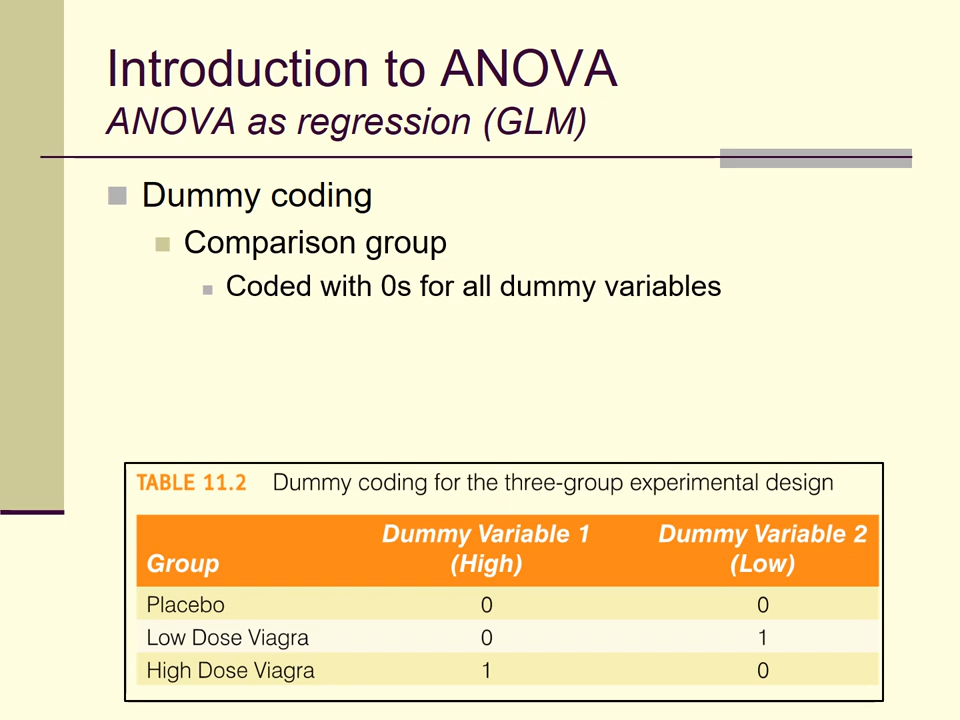 Introduction to ANOVA
ANOVA as regression (GLM)
Dummy coding
Comparison group
Coded with 0s for all dummy variables
TABLE 11.2 Dummy coding for the three-group experimental design
Group Dummy Variable 1 (High) Dummy Variable 2 (Low)
Placebo 0 0
Low Dose Viagra 0 1
High Dose Viagra 1 0